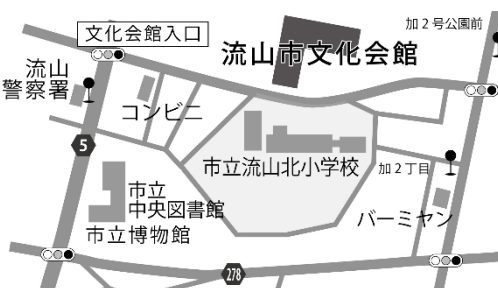 加2号公園前
文化会館入口
流山市文化会館
流山
警察署
コンビニ
5
市立流山北小学校
加2丁目
市立
中央図書館
市立博物館
バーミヤン
278